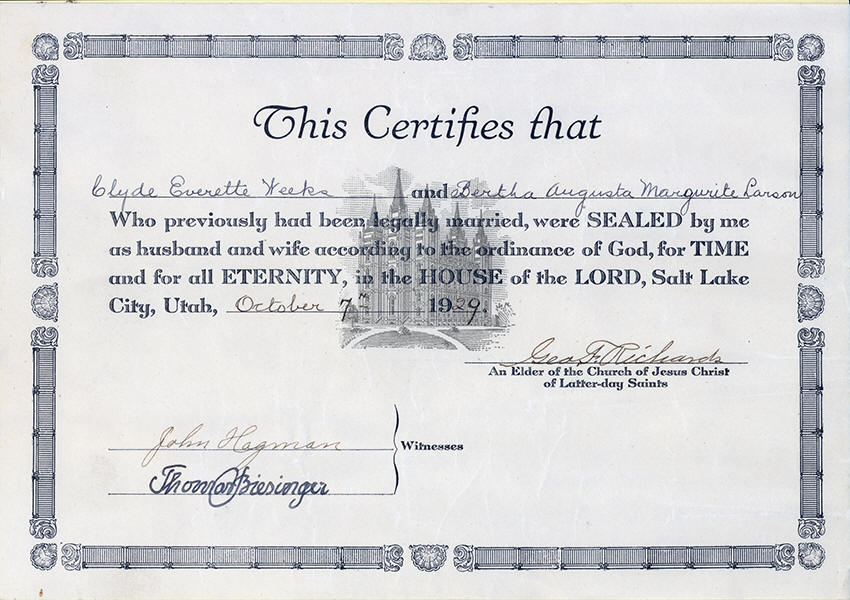 This Certifies that
Clyde Everette Weeks and Bertha Augusta Margurite Larson
Who previously had been legally married, were SEALED by me
as husband and wife according to the ordinance of God, for TIME
and for all ETERNITY, in the HOUSE of the LORD, Salt Lake
City, Utah, October 7th 1929.
Geo. F. Richards
An Elder of the Church of Jesus Christ
of Latter-day Saints
John Hagman
Witnesses
Thomas Biesinger